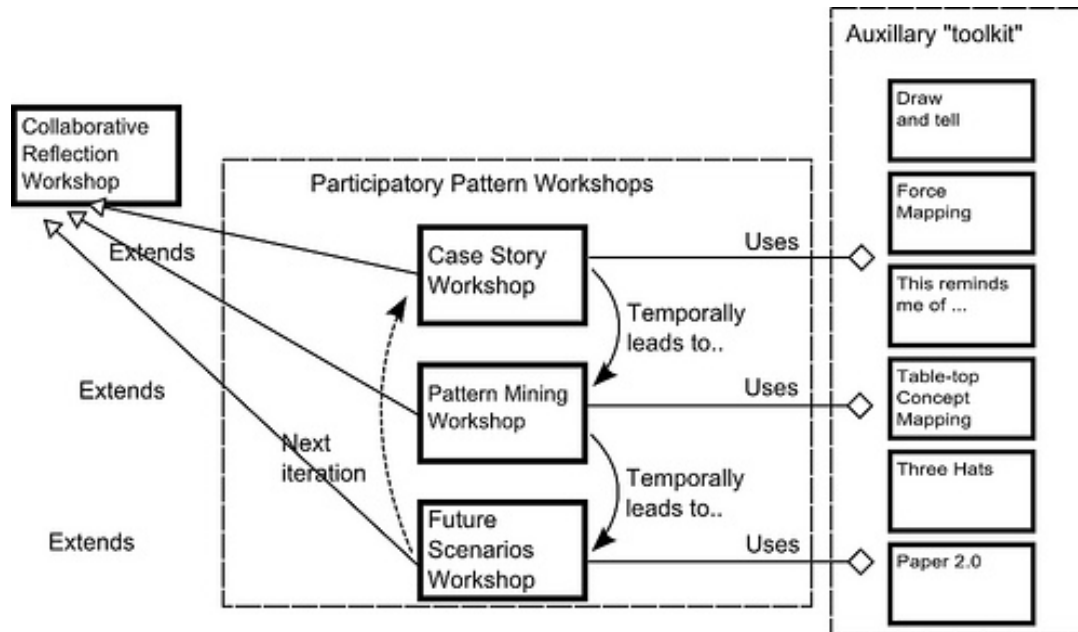 Auxillary "toolkit"
Draw
and tell
Force
Mapping
This reminds
me of ...
Table-top
Concept
Mapping
Three Hats
Paper 2.0
Collaborative
Reflection
Workshop
Participatory Pattern Workshops
Case Story
Workshop
Pattern Mining
Workshop
Future
Scenarios
Workshop
Extends
Extends
Extends
Next
iteration
Temporally
leads to..
Temporally
leads to..
Uses
Uses
Uses